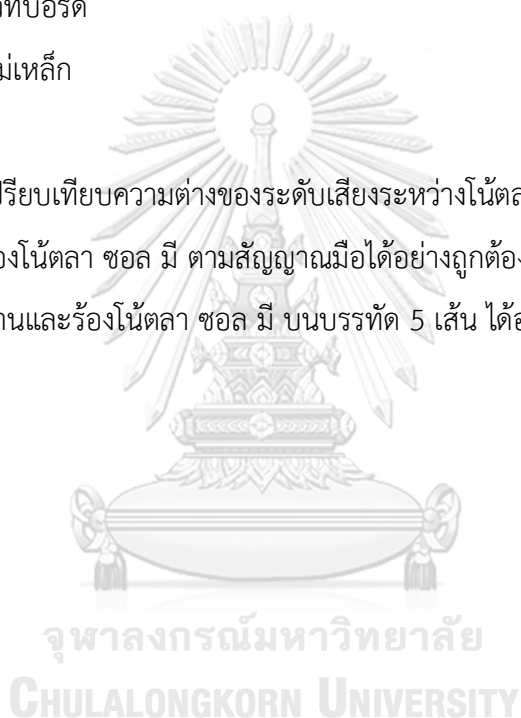 ทบอร์ด
ม่เหล็ก
ปรียบเทียบความต่างของระดับเสียงระหว่างโน้ตล
องโน้ตลา ซอล มี ตามสัญญาณมือได้อย่างถูกต้อง
านและร้องโน้ตลา ซอล มี บนบรรทัด 5 เส้น ได้อ
จุฬาลงกรณ์มหาวิทยาลัย
CHULALONGKORN UNIVERSITY